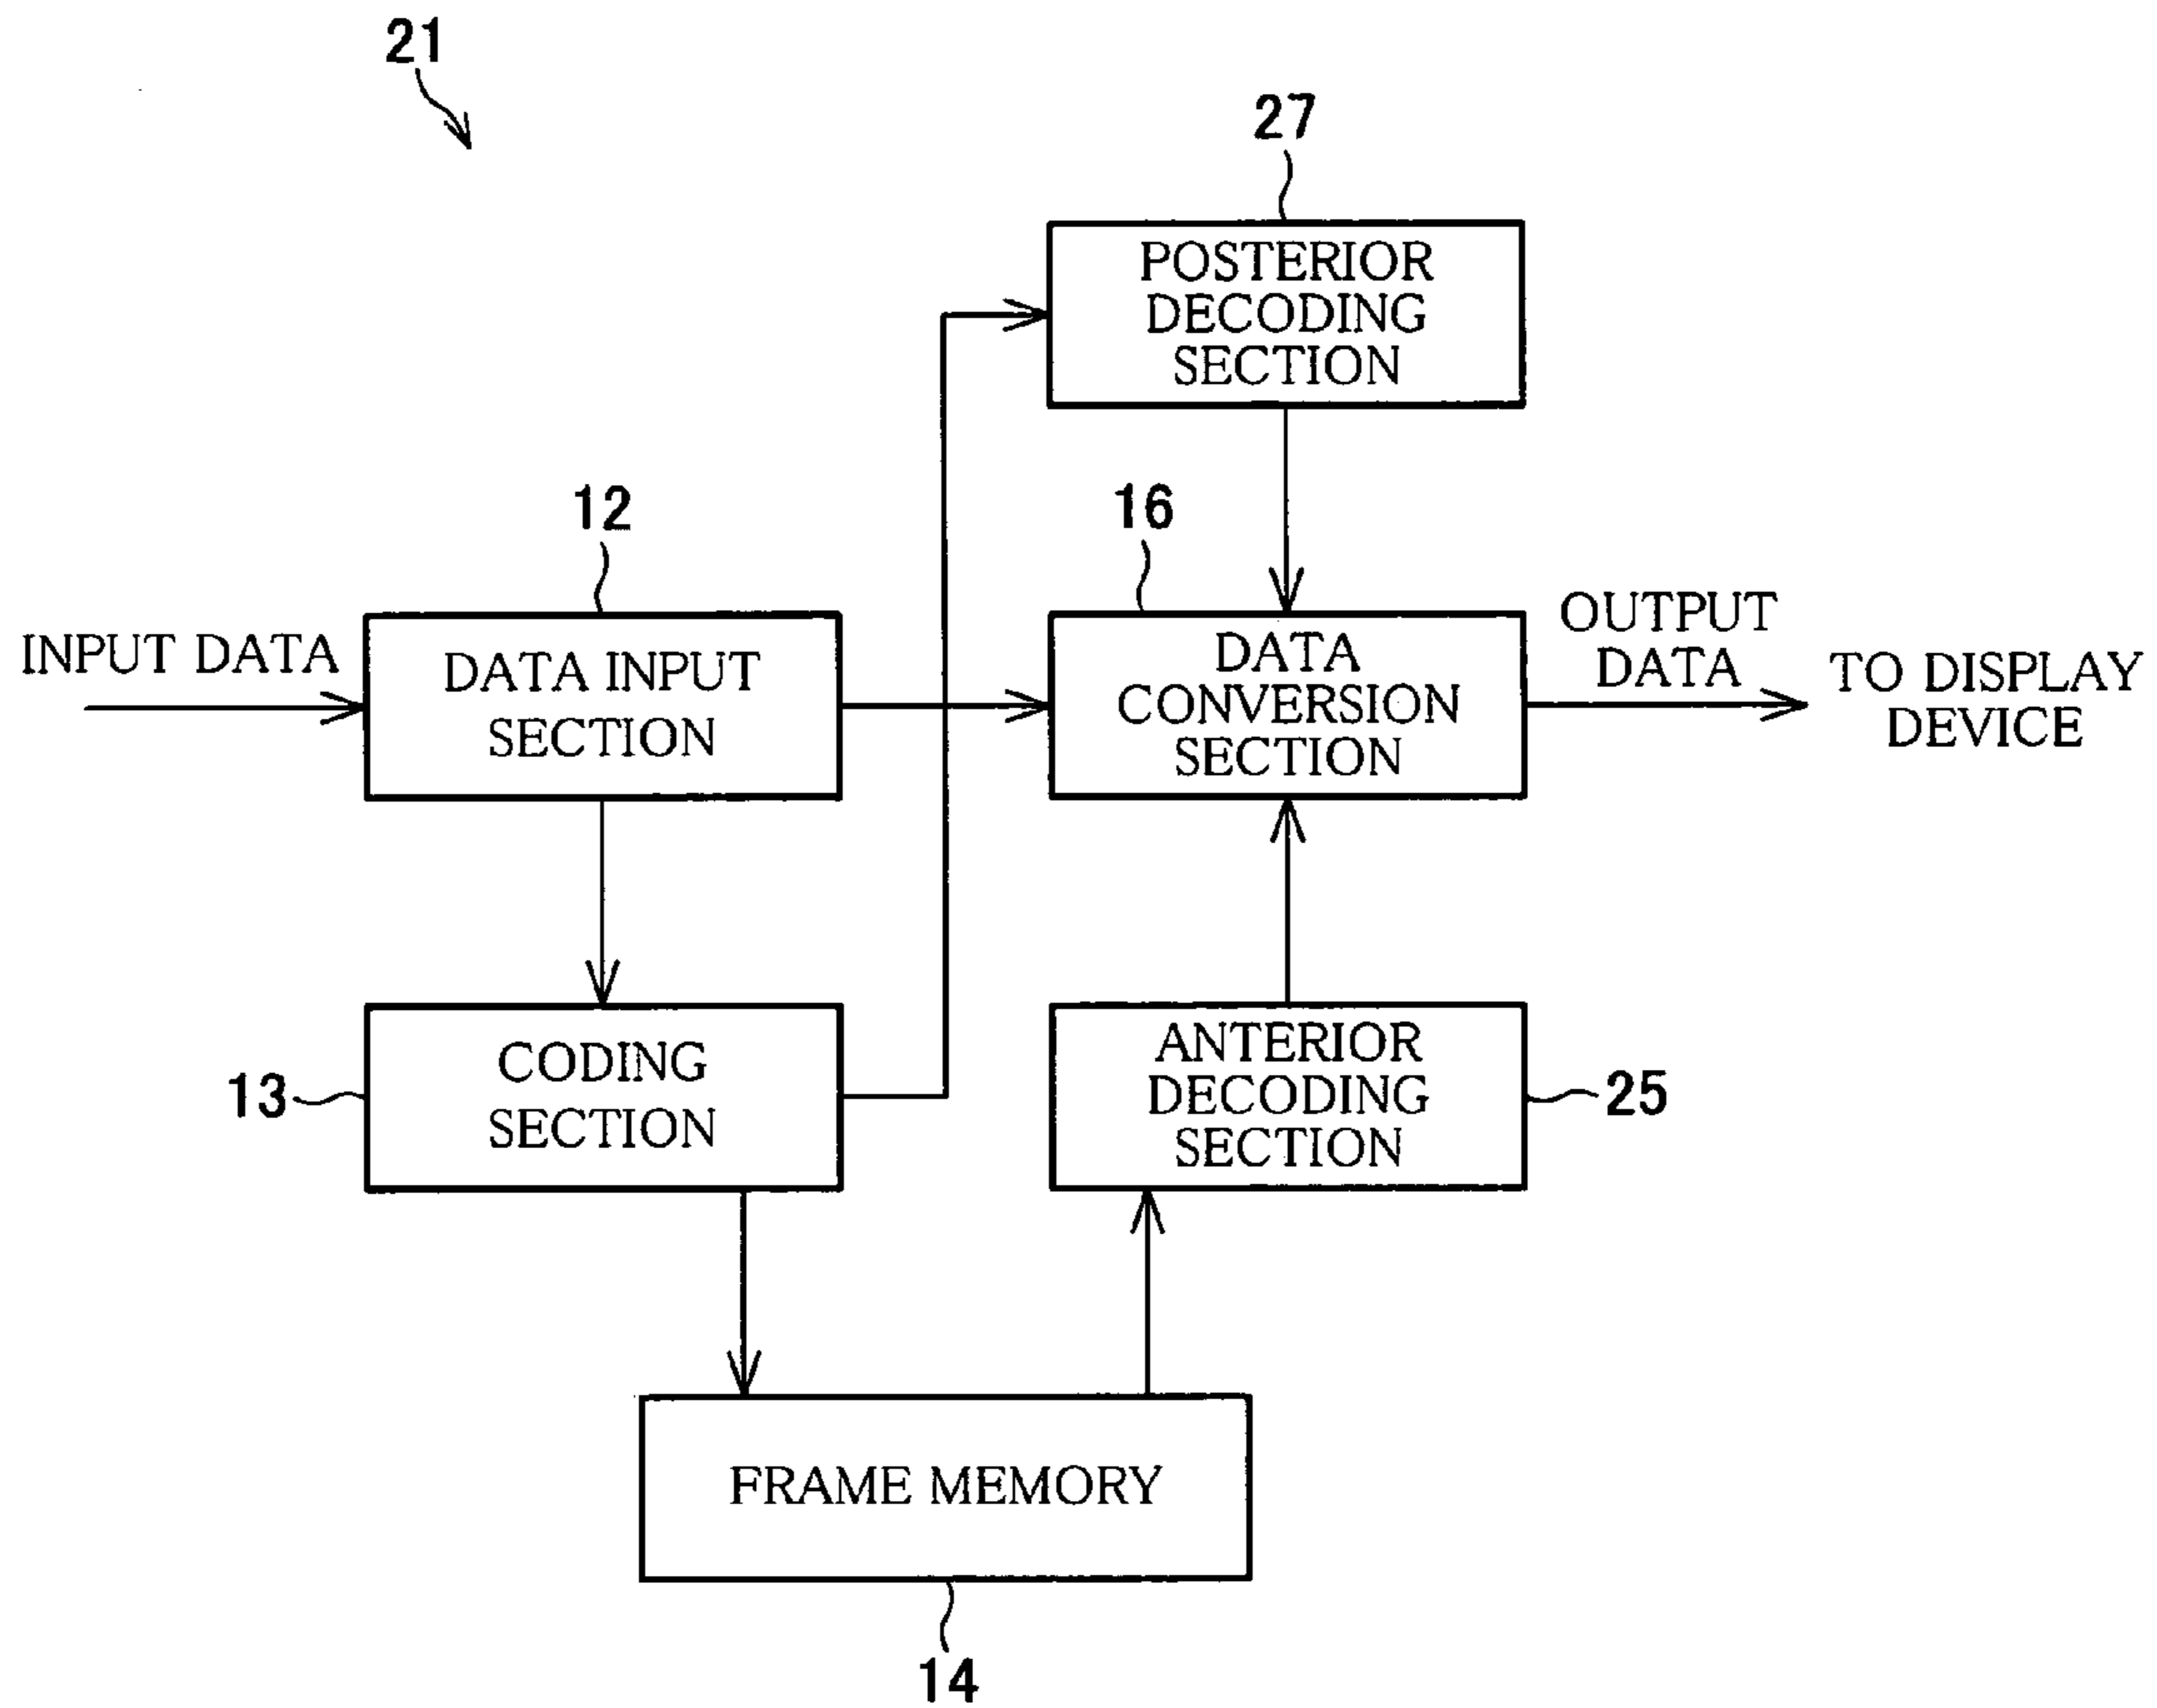 21
27
POSTERIOR
DECODING
SECTION
12
16
INPUT DATA
DATA INPUT
SECTION
DATA
CONVERSION
SECTION
OUTPUT
DATA
TO DISPLAY
DEVICE
13
CODING
SECTION
ANTERIOR
DECODING
SECTION
25
FRAME MEMORY
14